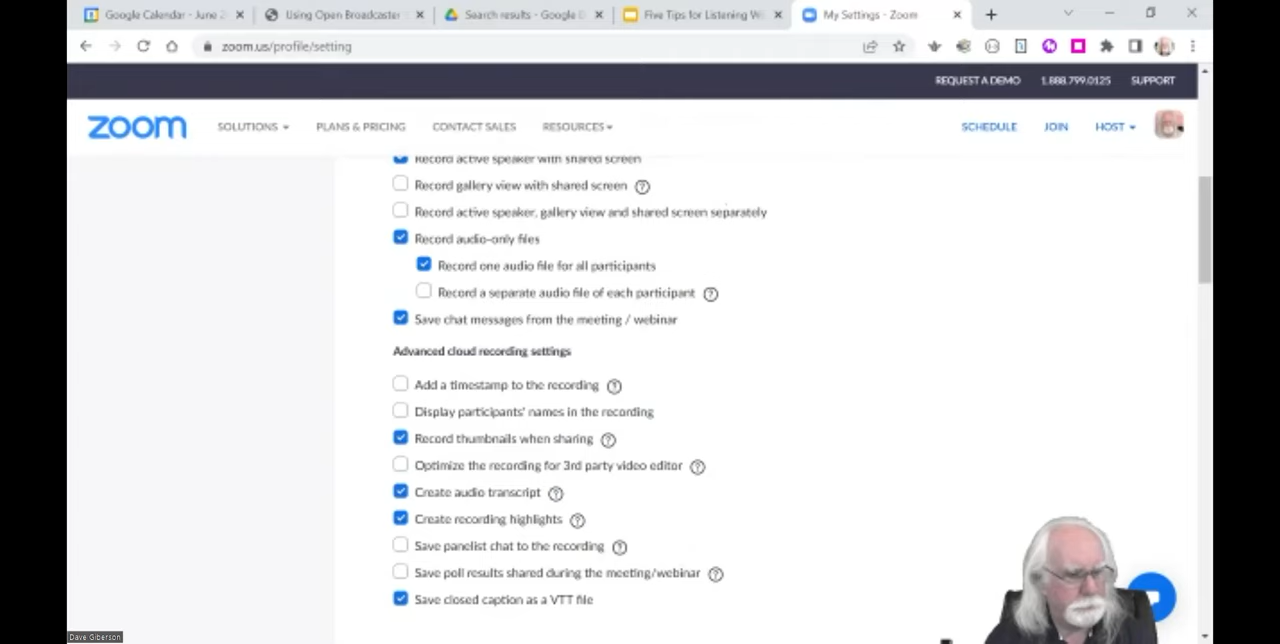 Google Calendar - June 2
Using Open Broadcaster
Search results - Google D
Five Tips for Listening Wi
My Settings - Zoom
zoom.us/profile/setting
REQUEST A DEMO 1.888.799.0125 SUPPORT
zoom SOLUTIONS PLANS & PRICING CONTACT SALES RESOURCES SCHEDULE JOIN HOST
Record active speaker with shared screen
Record gallery view with shared screen
Record active speaker, gallery view and shared screen separately
Record audio-only files
Record one audio file for all participants
Record a separate audio file of each participant
Save chat messages from the meeting / webinar
Advanced cloud recording settings
Add a timestamp to the recording
Display participants' names in the recording
Record thumbnails when sharing
Optimize the recording for 3rd party video editor
Create audio transcript
Create recording highlights
Save panelist chat to the recording
Save poll results shared during the meeting/webinar
Save closed caption as a VTT file
Dave Giberson